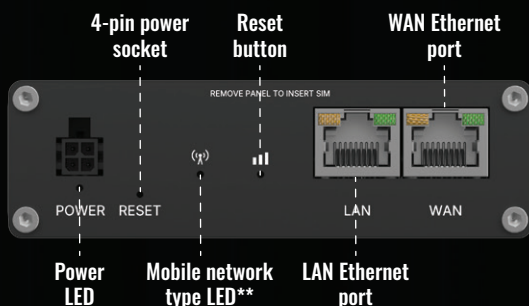 4-pin power
socket
Reset
button
WAN Ethernet
port
REMOVE PANEL TO INSERT SIM
POWER
RESET
LAN
WAN
Power
LED
Mobile network
type LED**
LAN Ethernet
port